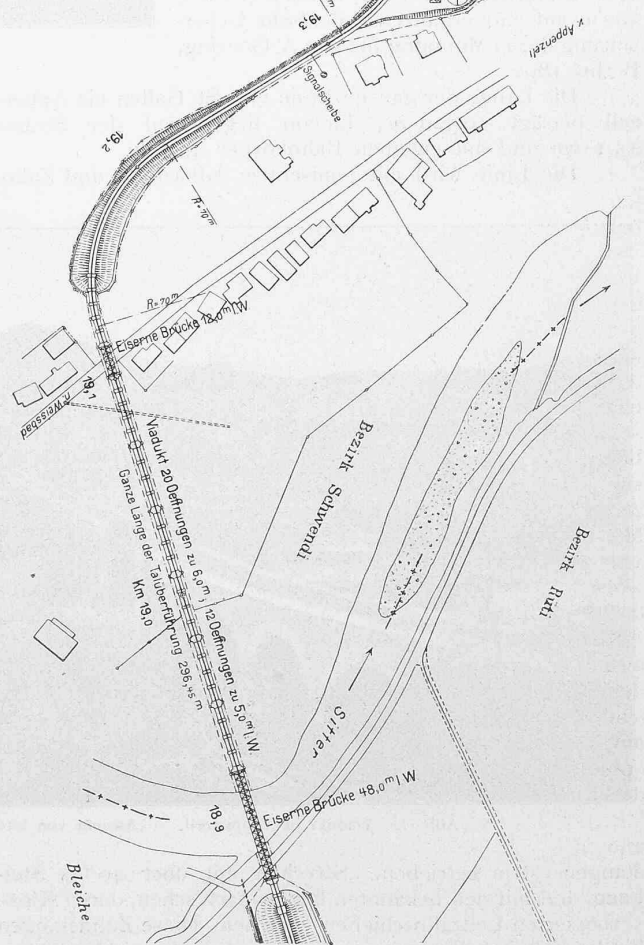 19,3
n. Appenzell
Signalscheibe
19,2
R=70m
R=70m
Eiserne Brücke 12,0m l.W
19,1
n. Weissbad
Viadukt 20 Oeffnungen zu 6,0m, 12 Oeffnungen zu 5,0m l.W
Ganze Länge der Talüberführung 296,45 m
Km 19,0
Bezirk Schwendi
Bezirk Rüti
Sitter
18,9
Eiserne Brücke 48,0m l.W
Bleiche